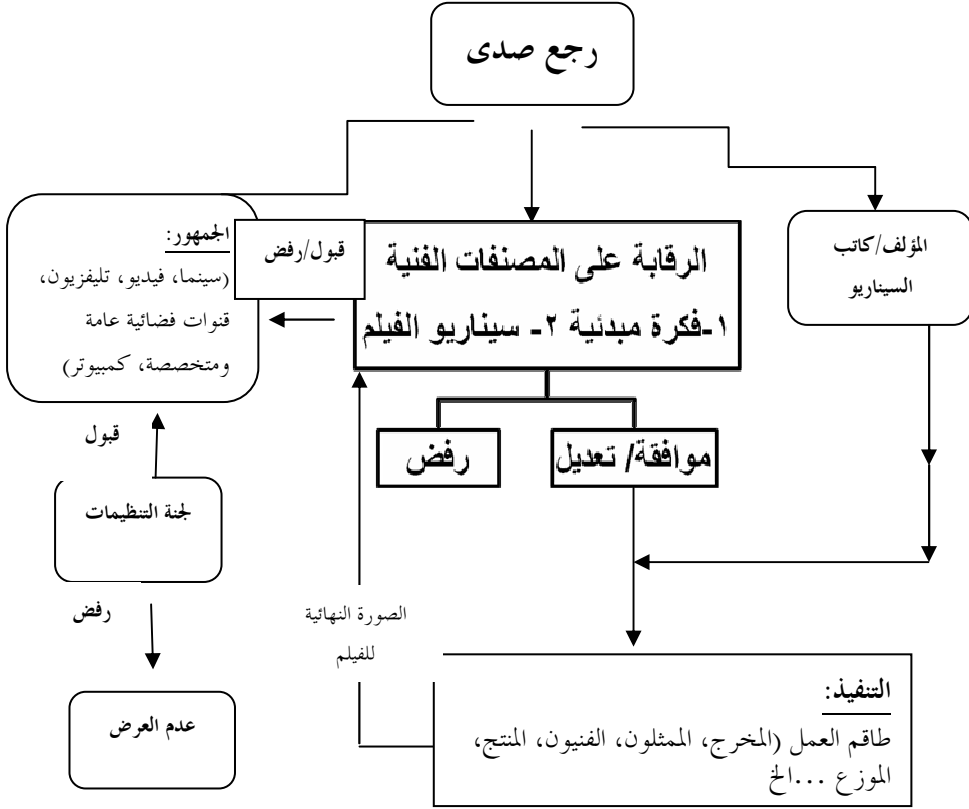 رجع صدى
المؤلف/كاتب
السيناريو
الرقابة على المصنفات الفنية
١-فكرة مبدئية ٢- سيناريو الفيلم
قبول/رفض
الجمهور:
(سينما، فيديو، تليفزيون،
قنوات فضائية عامة
ومتخصصة، كمبيوتر)
موافقة/ تعديل
رفض
قبول
لجنة التنظيمات
رفض
عدم العرض
الصورة النهائية
للفيلم
التنفيذ:
طاقم العمل (المخرج، الممثلون، الفنيون، المنتج،
الموزع ...الخ